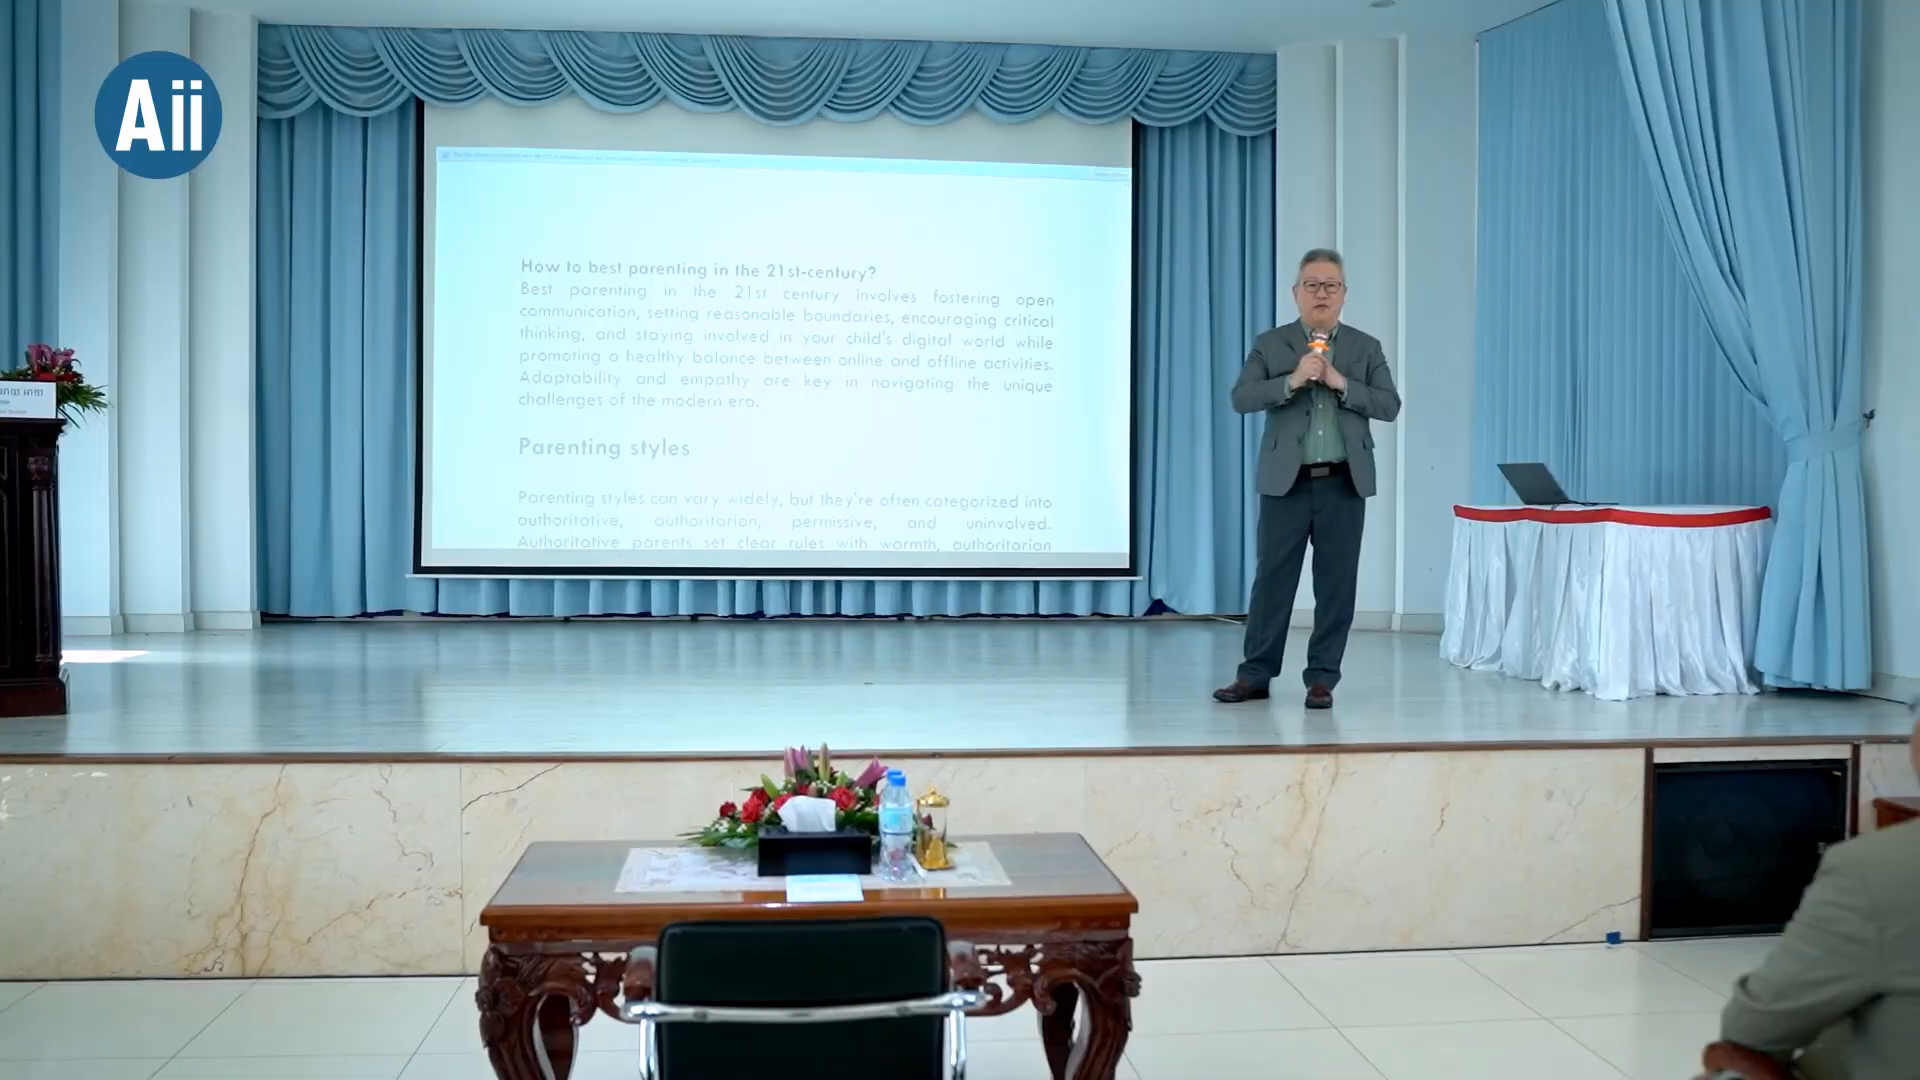 Aii
How to best parenting in the 21st-century?
Best parenting in the 21st century involves fostering open
communication, setting reasonable boundaries, encouraging critical
thinking, and staying involved in your child's digital world while
promoting a healthy balance between online and offline activities.
Adaptability and empathy are key in navigating the unique
challenges of the modern era.
Parenting styles
Parenting styles can vary widely, but they're often categorized into
authoritative, authoritarian, permissive, and uninvolved.
Authoritative parents set clear rules with warmth, authoritarian